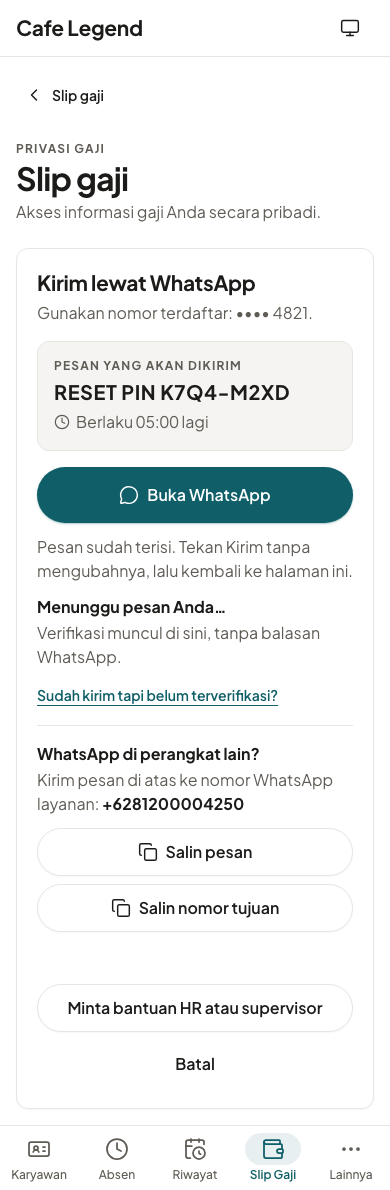 Cafe Legend
Slip gaji
PRIVASI GAJI
Slip gaji
Akses informasi gaji Anda secara pribadi.
Kirim lewat WhatsApp
Gunakan nomor terdaftar: •••• 4821.
PESAN YANG AKAN DIKIRIM
RESET PIN K7Q4-M2XD
Berlaku 05:00 lagi
Buka WhatsApp
Pesan sudah terisi. Tekan Kirim tanpa
mengubahnya, lalu kembali ke halaman ini.
Menunggu pesan Anda…
Verifikasi muncul di sini, tanpa balasan
WhatsApp.
Sudah kirim tapi belum terverifikasi?
WhatsApp di perangkat lain?
Kirim pesan di atas ke nomor WhatsApp
layanan: +6281200004250
Salin pesan
Salin nomor tujuan
Minta bantuan HR atau supervisor
Batal
Karyawan
Absen
Riwayat
Slip Gaji
Lainnya